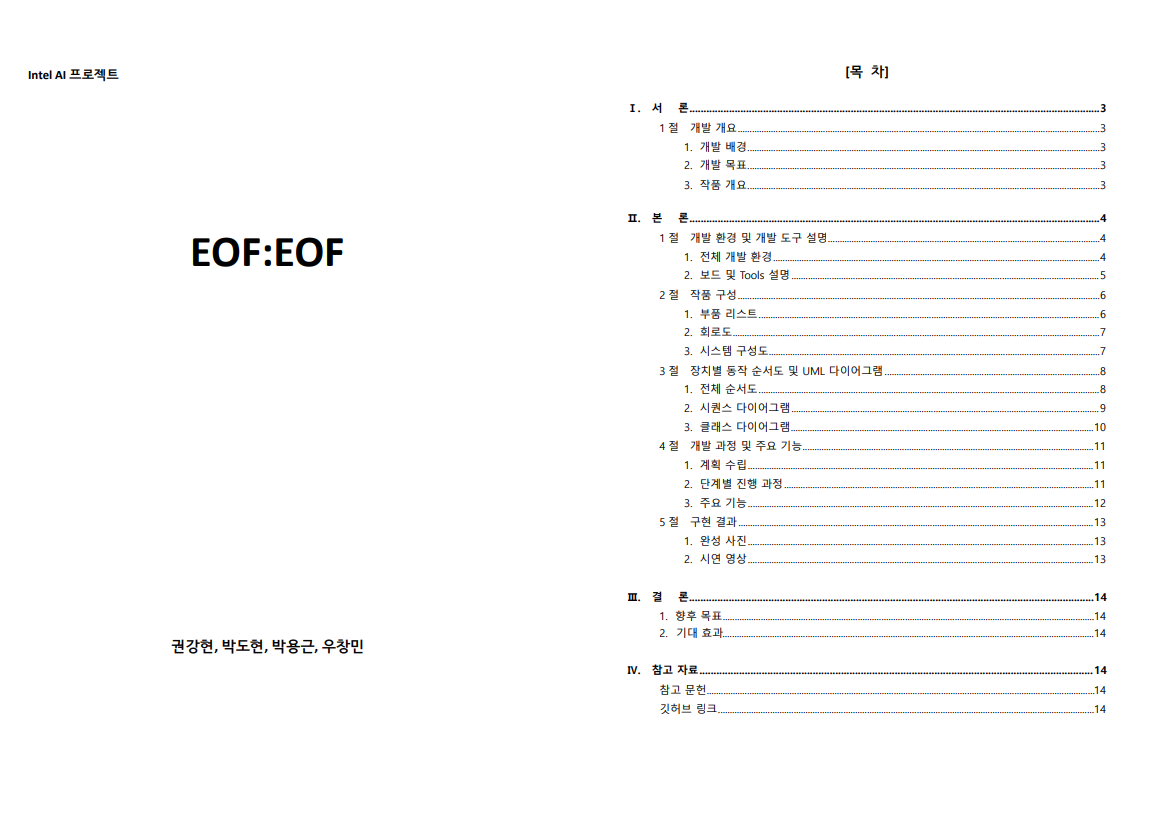 Intel AI 프로젝트
EOF:EOF
권강현, 박도현, 박용근, 우창민
[목 차]
Ⅰ. 서 론........3
1 절 개발 개요........3
1. 개발 배경........3
2. 개발 목표........3
3. 작품 개요........3
Ⅱ. 본 론........4
1 절 개발 환경 및 개발 도구 설명........4
1. 전체 개발 환경........4
2. 보드 및 Tools 설명........5
2 절 작품 구성........6
1. 부품 리스트........6
2. 회로도........7
3. 시스템 구성도........7
3 절 장치별 동작 순서도 및 UML 다이어그램........8
1. 전체 순서도........8
2. 시퀀스 다이어그램........9
3. 클래스 다이어그램........10
4 절 개발 과정 및 주요 기능........11
1. 계획 수립........11
2. 단계별 진행 과정........11
3. 주요 기능........12
5 절 구현 결과........13
1. 완성 사진........13
2. 시연 영상........13
Ⅲ. 결 론........14
1. 향후 목표........14
2. 기대 효과........14
Ⅳ. 참고 자료........14
참고 문헌........14
깃허브 링크........14